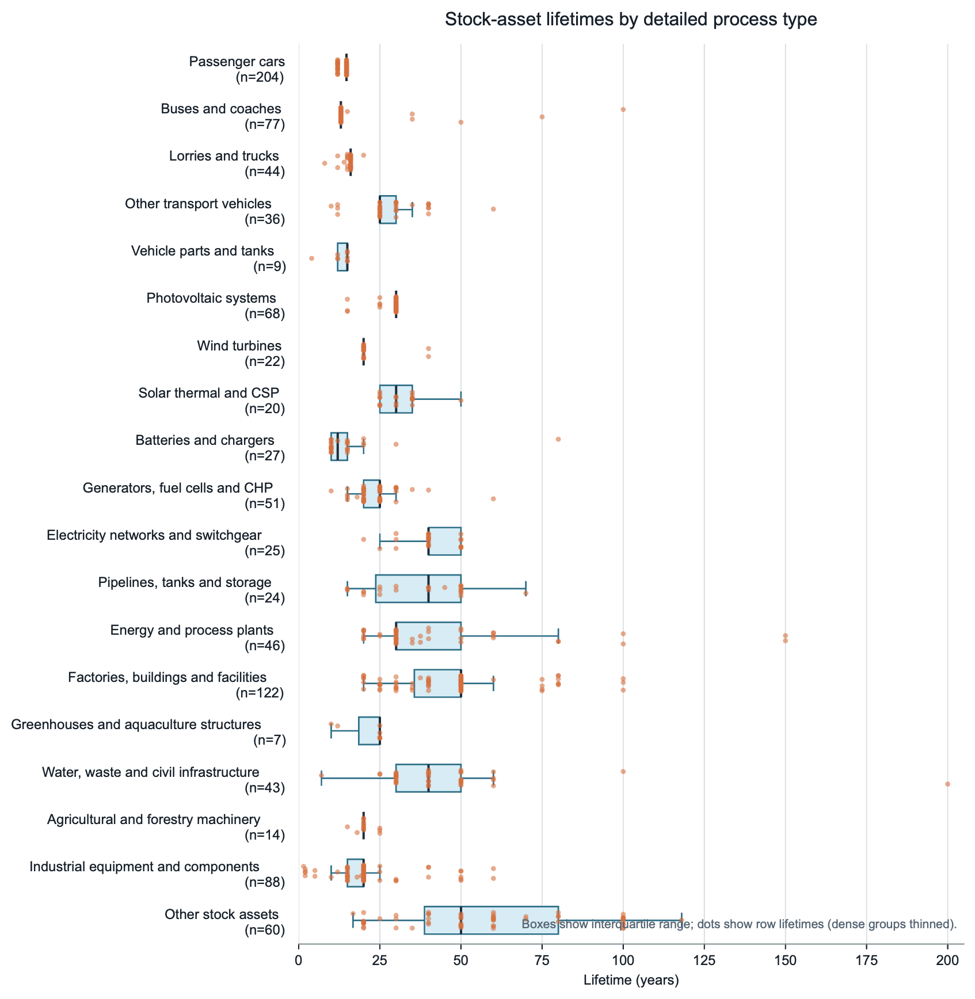 Stock-asset lifetimes by detailed process type
Passenger cars
(n=204)
Buses and coaches
(n=77)
Lorries and trucks
(n=44)
Other transport vehicles
(n=36)
Vehicle parts and tanks
(n=9)
Photovoltaic systems
(n=68)
Wind turbines
(n=22)
Solar thermal and CSP
(n=20)
Batteries and chargers
(n=27)
Generators, fuel cells and CHP
(n=51)
Electricity networks and switchgear
(n=25)
Pipelines, tanks and storage
(n=24)
Energy and process plants
(n=46)
Factories, buildings and facilities
(n=122)
Greenhouses and aquaculture structures
(n=7)
Water, waste and civil infrastructure
(n=43)
Agricultural and forestry machinery
(n=14)
Industrial equipment and components
(n=88)
Other stock assets
(n=60)
Boxes show interquartile range; dots show row lifetimes (dense groups thinned).
0 25 50 75 100 125 150 175 200
Lifetime (years)